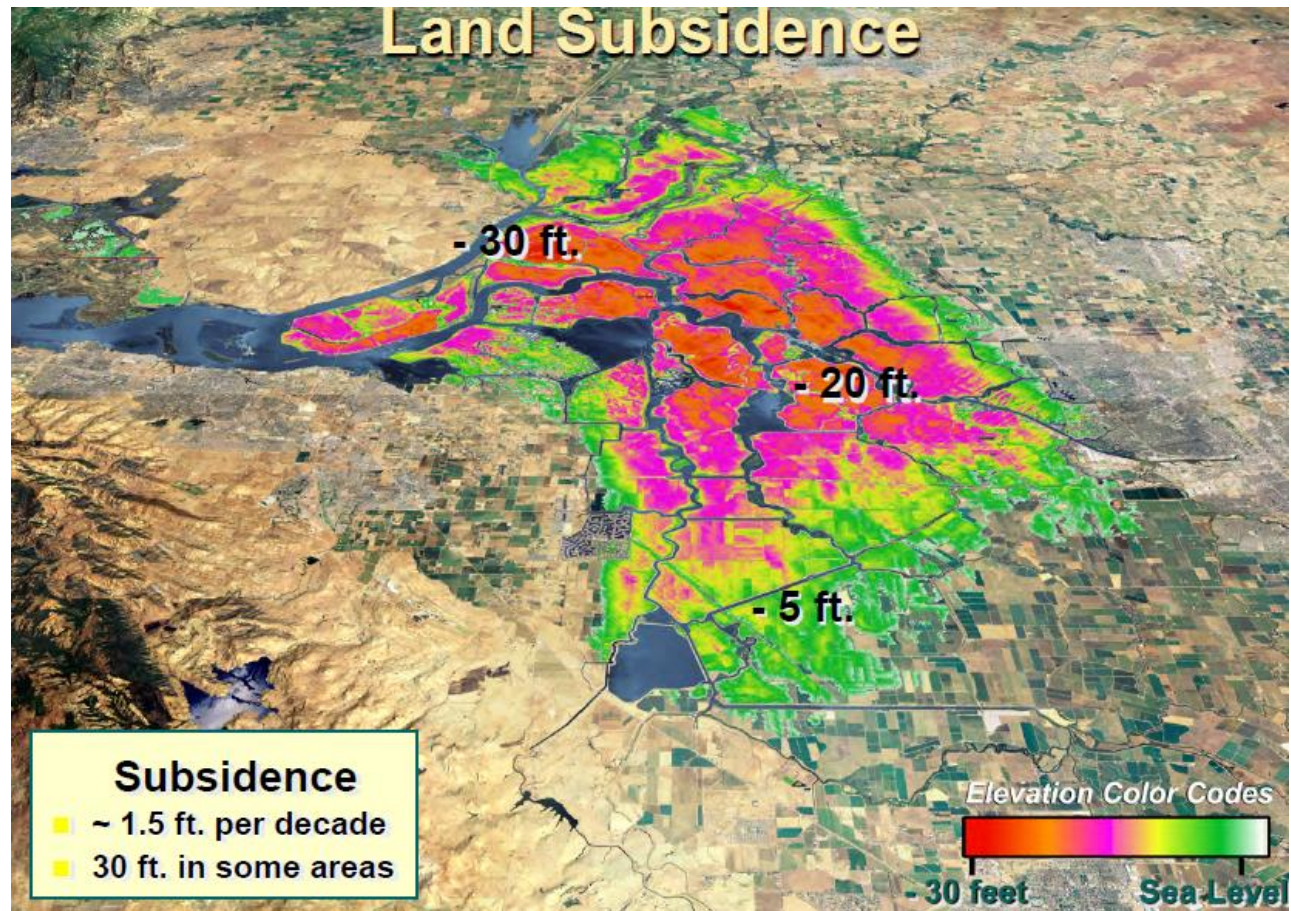 Land Subsidence
- 30 ft.
- 20 ft.
- 5 ft.
Subsidence
~ 1.5 ft. per decade
30 ft. in some areas
Elevation Color Codes
- 30 feet
Sea Level